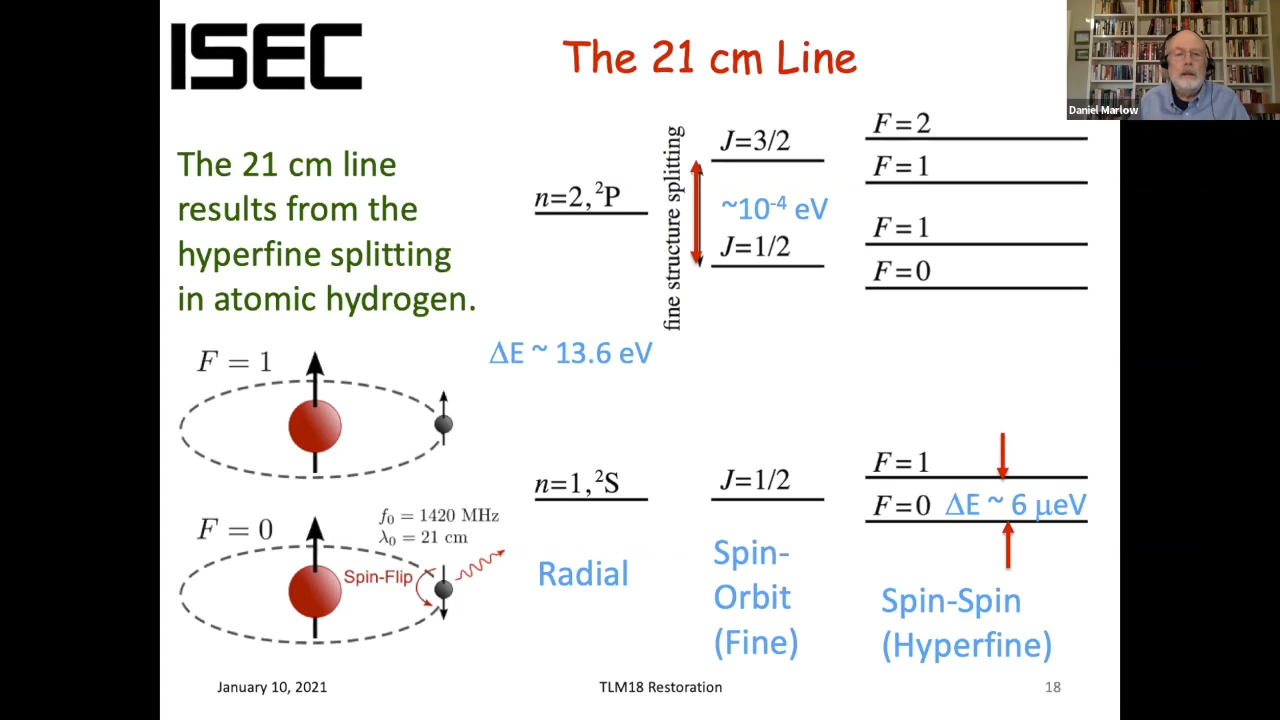 ISEC
The 21 cm Line
Daniel Marlow
The 21 cm line
results from the
hyperfine splitting
in atomic hydrogen.
n=2, ²P
fine structure splitting
J=3/2
~10⁻⁴ eV
J=1/2
F=2
F=1
F=1
F=0
ΔE ~ 13.6 eV
F = 1
F = 0
f₀ = 1420 MHz
λ₀ = 21 cm
Spin-Flip
n=1, ²S
J=1/2
F=1
F=0
ΔE ~ 6 μeV
Radial
Spin-
Orbit
(Fine)
Spin-Spin
(Hyperfine)
January 10, 2021
TLM18 Restoration
18